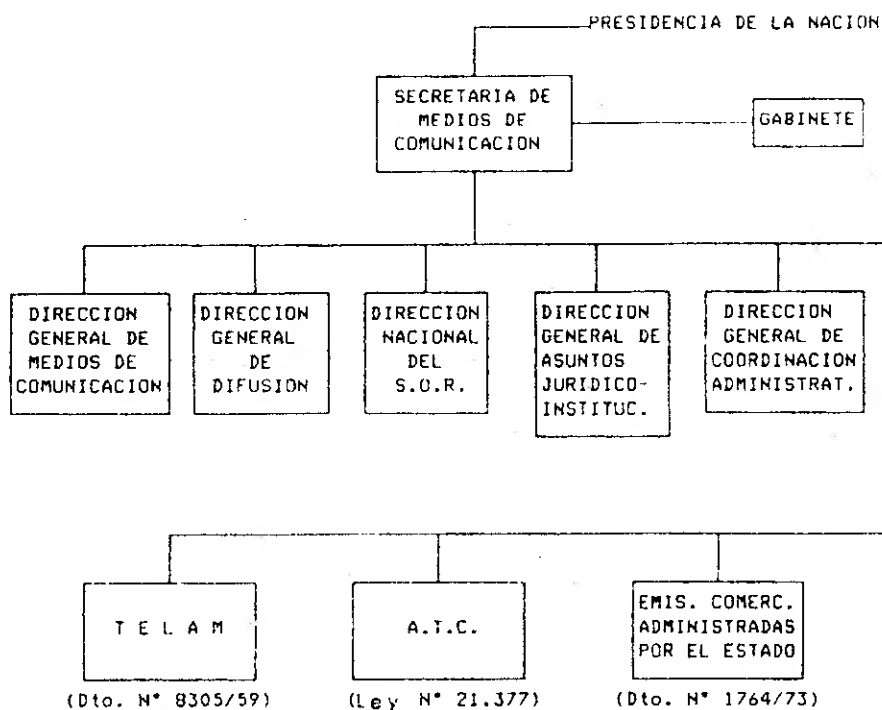 PRESIDENCIA DE LA NACION
SECRETARIA DE
MEDIOS DE
COMUNICACION
GABINETE
DIRECCION
GENERAL DE
MEDIOS DE
COMUNICACION
DIRECCION
GENERAL
DE
DIFUSION
DIRECCION
NACIONAL
DEL
S.O.R.
DIRECCION
GENERAL DE
ASUNTOS
JURIDICO-
INSTITUC.
DIRECCION
GENERAL DE
COORDINACION
ADMINISTRAT.
T E L A M
(Dto. N° 8305/59)
A.T.C.
(Ley N° 21.377)
EMIS. COMERC.
ADMINISTRADAS
POR EL ESTADO
(Dto. N° 1764/73)